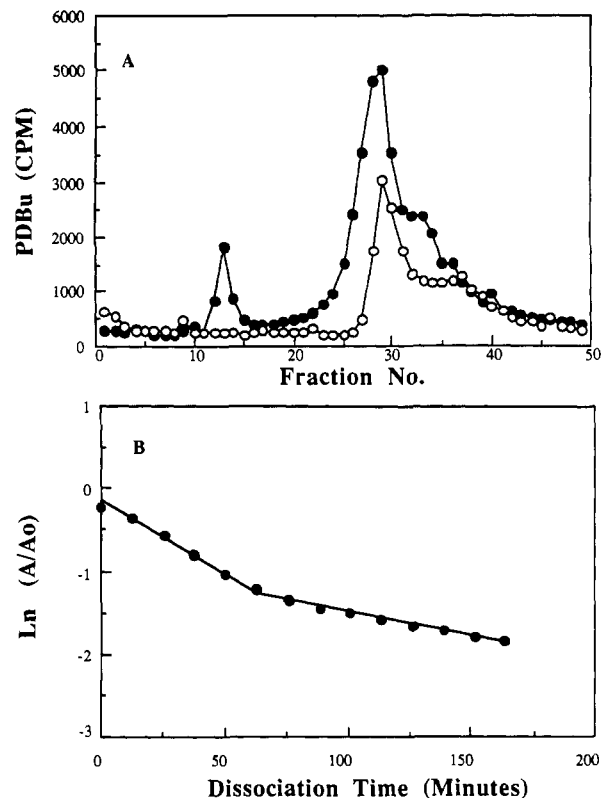 6000
5000
4000
3000
2000
1000
0
PDBu (CPM)
A
0 10 20 30 40 50
Fraction No.
1
0
-1
-2
-3
Ln (A/Ao)
B
0 50 100 150 200
Dissociation Time (Minutes)